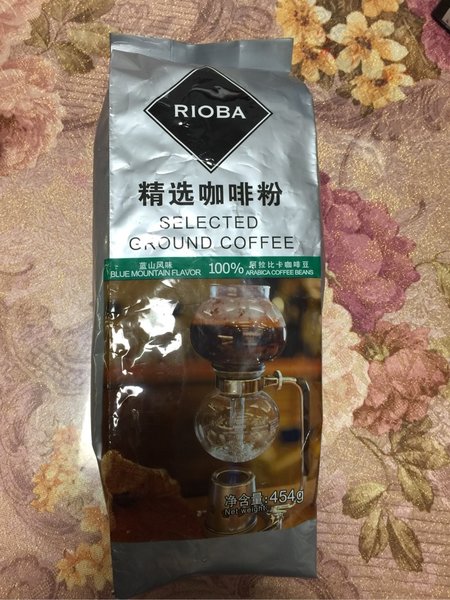 RIOBA
精选咖啡粉
SELECTED
GROUND COFFEE
蓝山风味
BLUE MOUNTAIN FLAVOR
100% 阿拉比卡咖啡豆
ARABICA COFFEE BEANS
净含量:454g
Net weight: